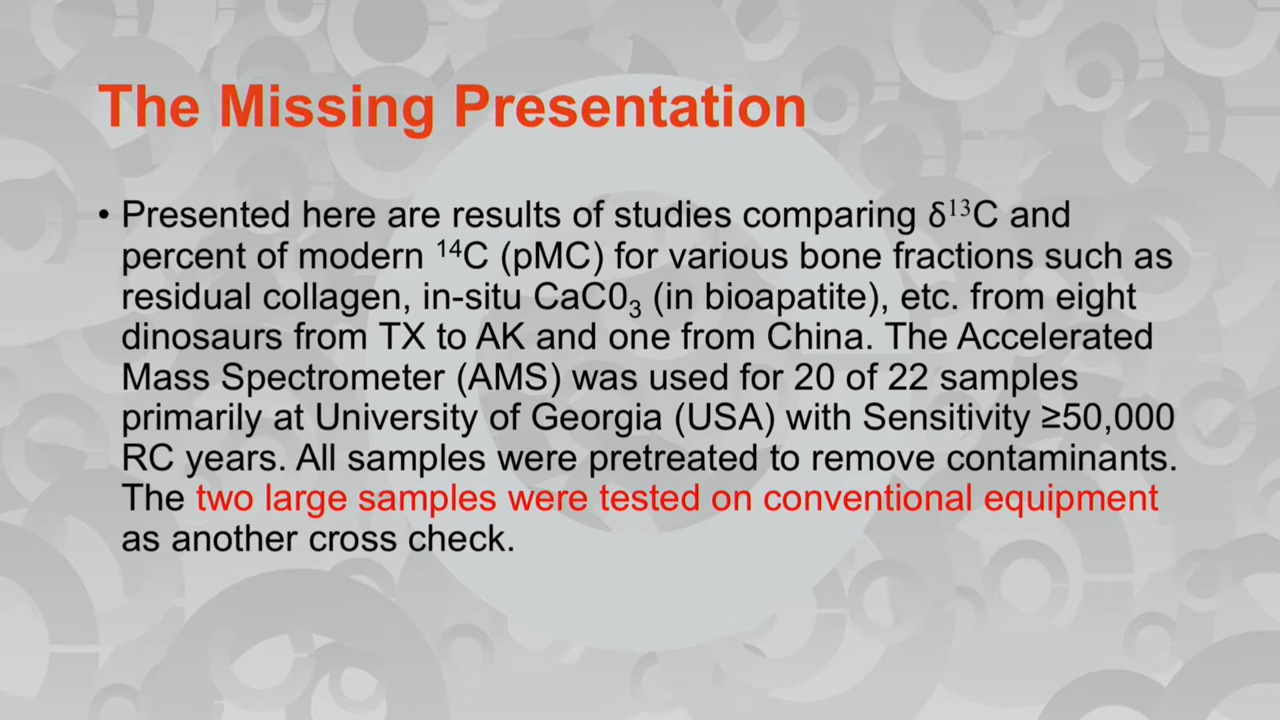 The Missing Presentation
• Presented here are results of studies comparing δ¹³C and
percent of modern ¹⁴C (pMC) for various bone fractions such as
residual collagen, in-situ CaC0₃ (in bioapatite), etc. from eight
dinosaurs from TX to AK and one from China. The Accelerated
Mass Spectrometer (AMS) was used for 20 of 22 samples
primarily at University of Georgia (USA) with Sensitivity ≥50,000
RC years. All samples were pretreated to remove contaminants.
The two large samples were tested on conventional equipment
as another cross check.